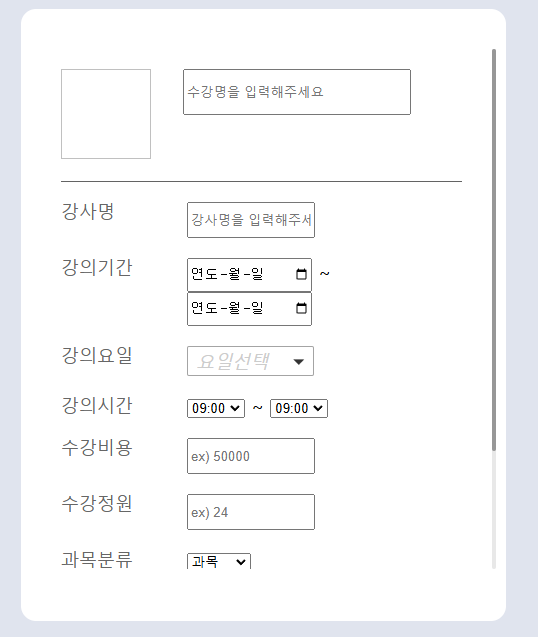 수강명을 입력해주세요
강사명 강사명을 입력해주서
강의기간 연도-월-일 ~
연도-월-일
강의요일 요일선택
강의시간 09:00 ~ 09:00
수강비용 ex) 50000
수강정원 ex) 24
과목분류 과목